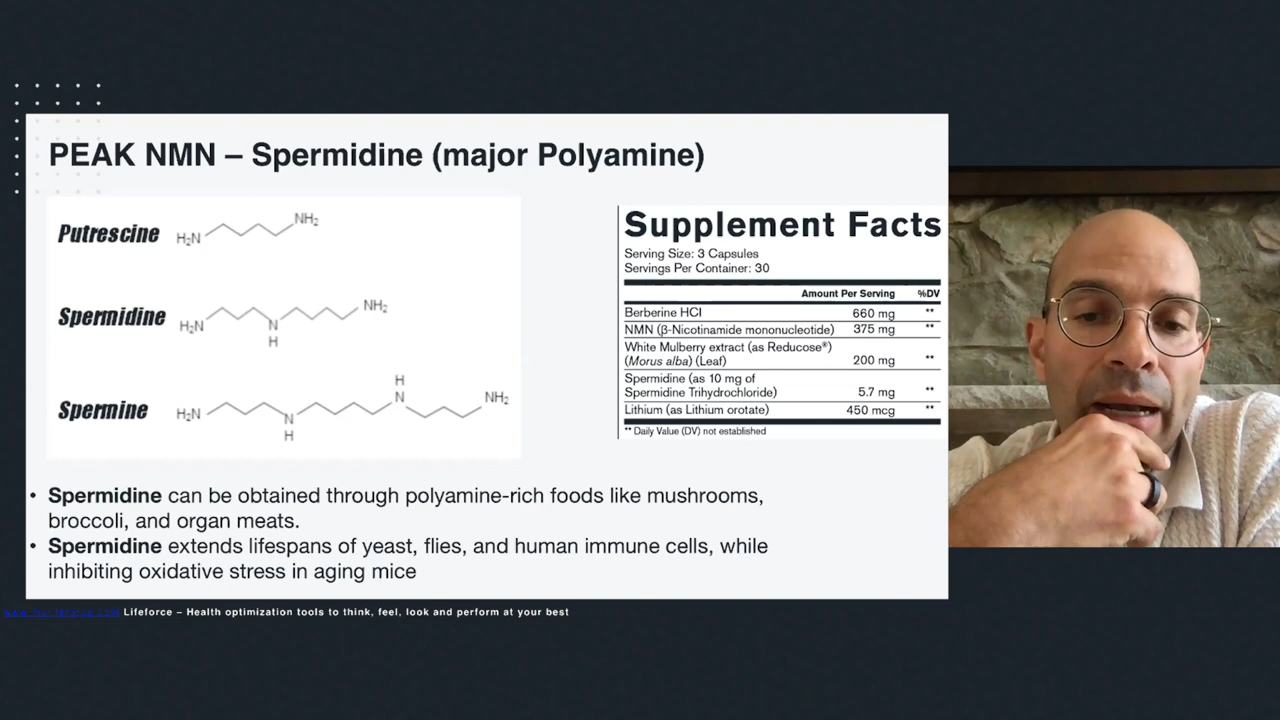 PEAK NMN – Spermidine (major Polyamine)
Putrescine
H₂N
NH₂
Spermidine
H₂N
N
H
NH₂
Spermine
H₂N
N
H
H
N
NH₂
Supplement Facts
Serving Size: 3 Capsules
Servings Per Container: 30
Amount Per Serving %DV
Berberine HCI 660 mg **
NMN (β-Nicotinamide mononucleotide) 375 mg **
White Mulberry extract (as Reducose®)
(Morus alba) (Leaf) 200 mg **
Spermidine (as 10 mg of
Spermidine Trihydrochloride) 5.7 mg **
Lithium (as Lithium orotate) 450 mcg **
** Daily Value (DV) not established
• Spermidine can be obtained through polyamine-rich foods like mushrooms,
broccoli, and organ meats.
• Spermidine extends lifespans of yeast, flies, and human immune cells, while
inhibiting oxidative stress in aging mice
Lifeforce – Health optimization tools to think, feel, look and perform at your best